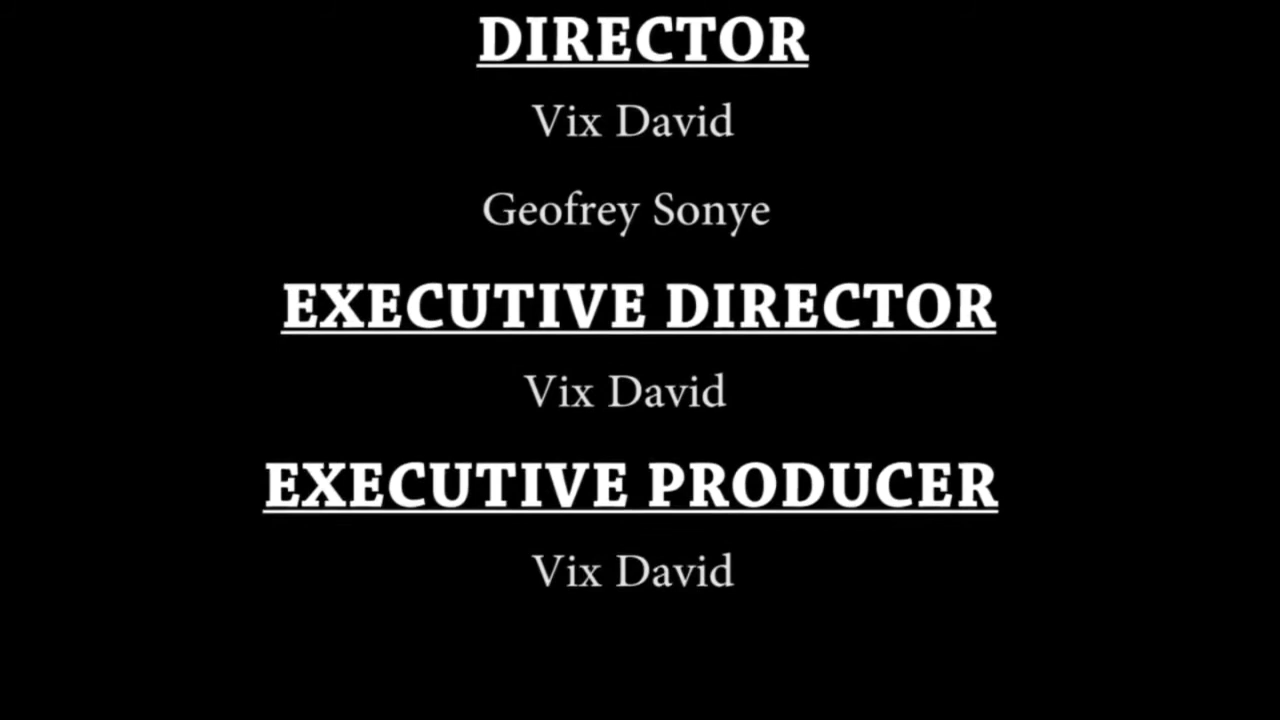 DIRECTOR
Vix David
Geofrey Sonye
EXECUTIVE DIRECTOR
Vix David
EXECUTIVE PRODUCER
Vix David